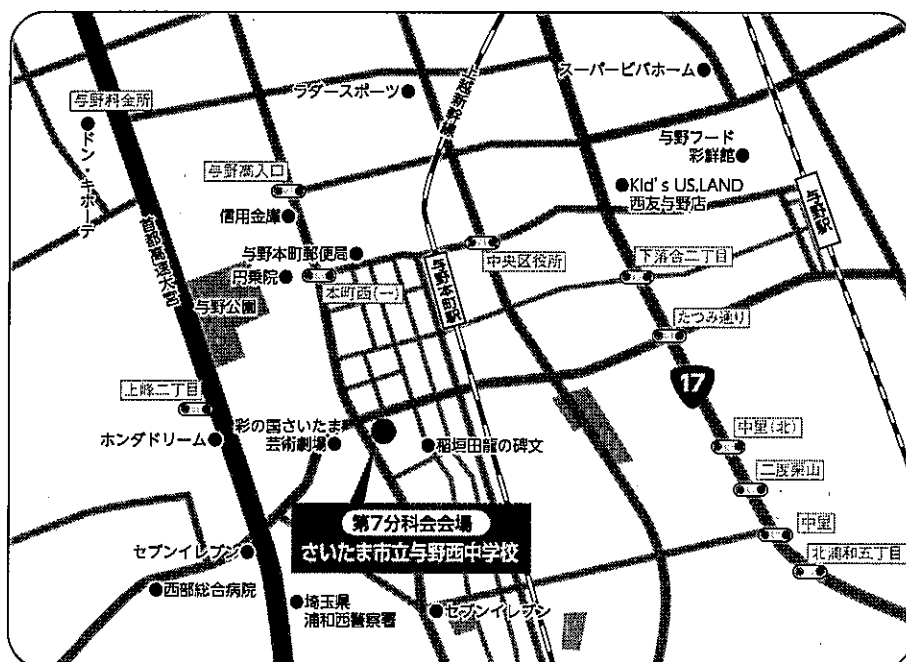 スーパービバホーム
ラダースポーツ
上越新幹線
与野料金所
ドン・キホーテ
与野フード
彩鮮館
与野高入口
Kid's US.LAND
西友与野店
信用金庫
与野駅
首都高速大宮
与野本町郵便局
中央区役所
下落合二丁目
円乗院
本町西(一)
与野本町駅
与野公園
たつみ通り
17
上峰二丁目
彩の国さいたま
芸術劇場
ホンダドリーム
稲垣田龍の碑文
中里(北)
二度栗山
第7分科会会場
さいたま市立与野西中学校
中里
北浦和五丁目
セブンイレブン
西部総合病院
埼玉県
浦和西警察署
セブンイレブン